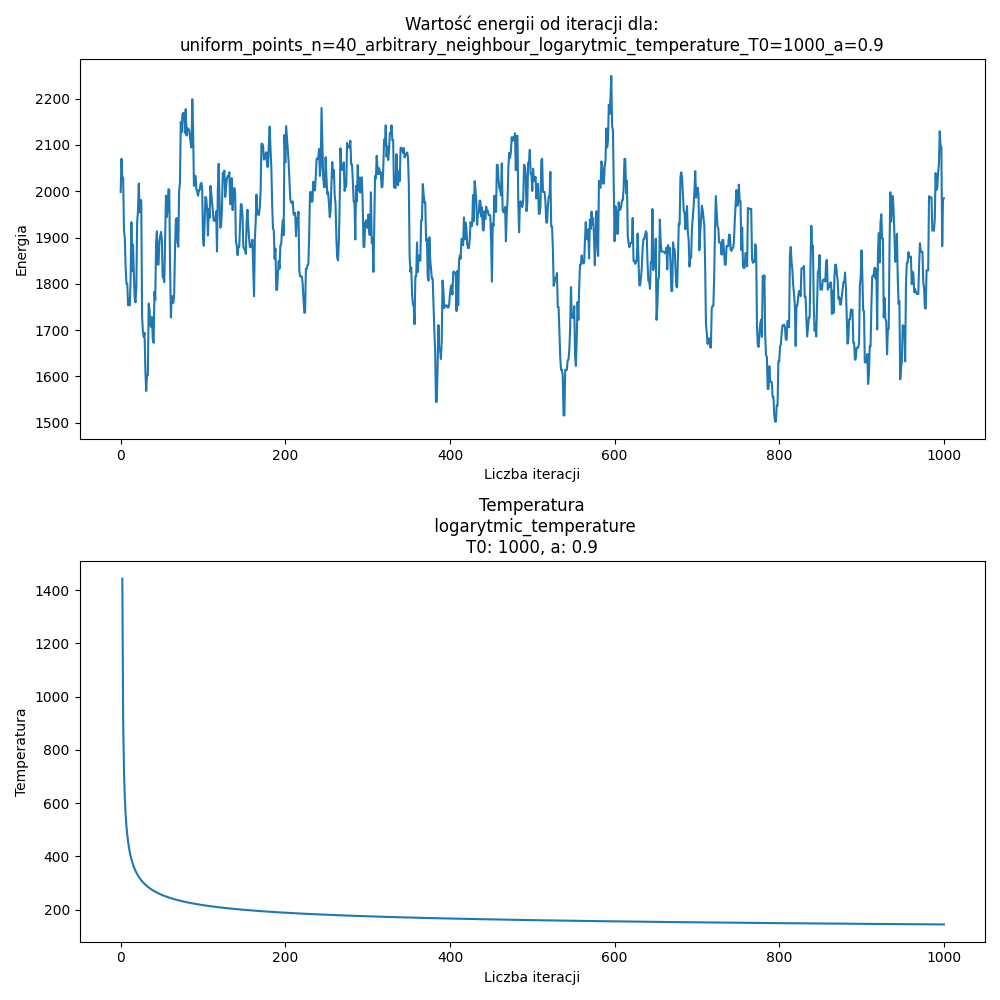 Wartość energii od iteracji dla:
uniform_points_n=40_arbitrary_neighbour_logarytmic_temperature_T0=1000_a=0.9
2200
2100
2000
1900
1800
1700
1600
1500
Energia
0 200 400 600 800 1000
Liczba iteracji
Temperatura
logarytmic_temperature
T0: 1000, a: 0.9
1400
1200
1000
800
600
400
200
Temperatura
0 200 400 600 800 1000
Liczba iteracji